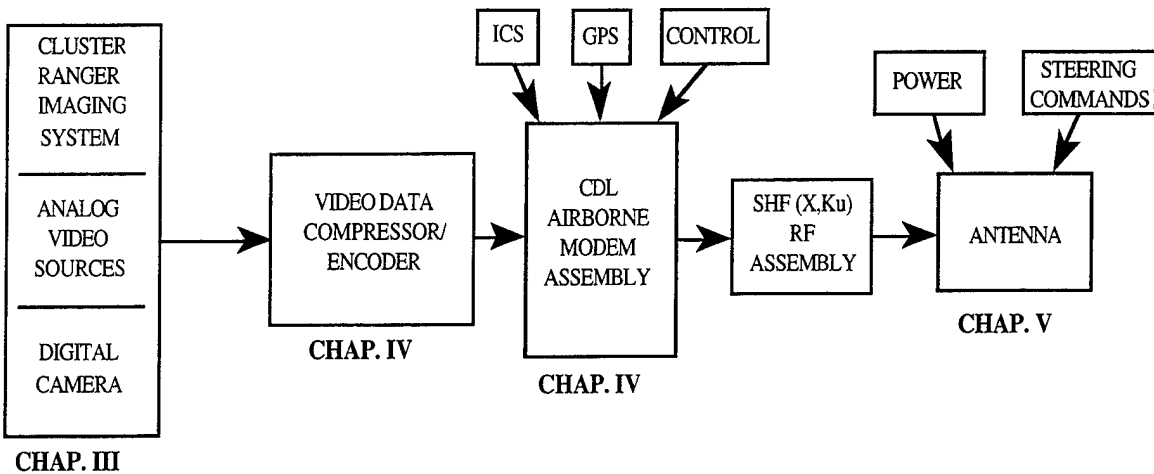 CLUSTER
RANGER
IMAGING
SYSTEM
ANALOG
VIDEO
SOURCES
DIGITAL
CAMERA
CHAP. III
VIDEO DATA
COMPRESSOR/
ENCODER
CHAP. IV
ICS
GPS
CONTROL
CDL
AIRBORNE
MODEM
ASSEMBLY
CHAP. IV
SHF (X,Ku)
RF
ASSEMBLY
POWER
STEERING
COMMANDS
ANTENNA
CHAP. V